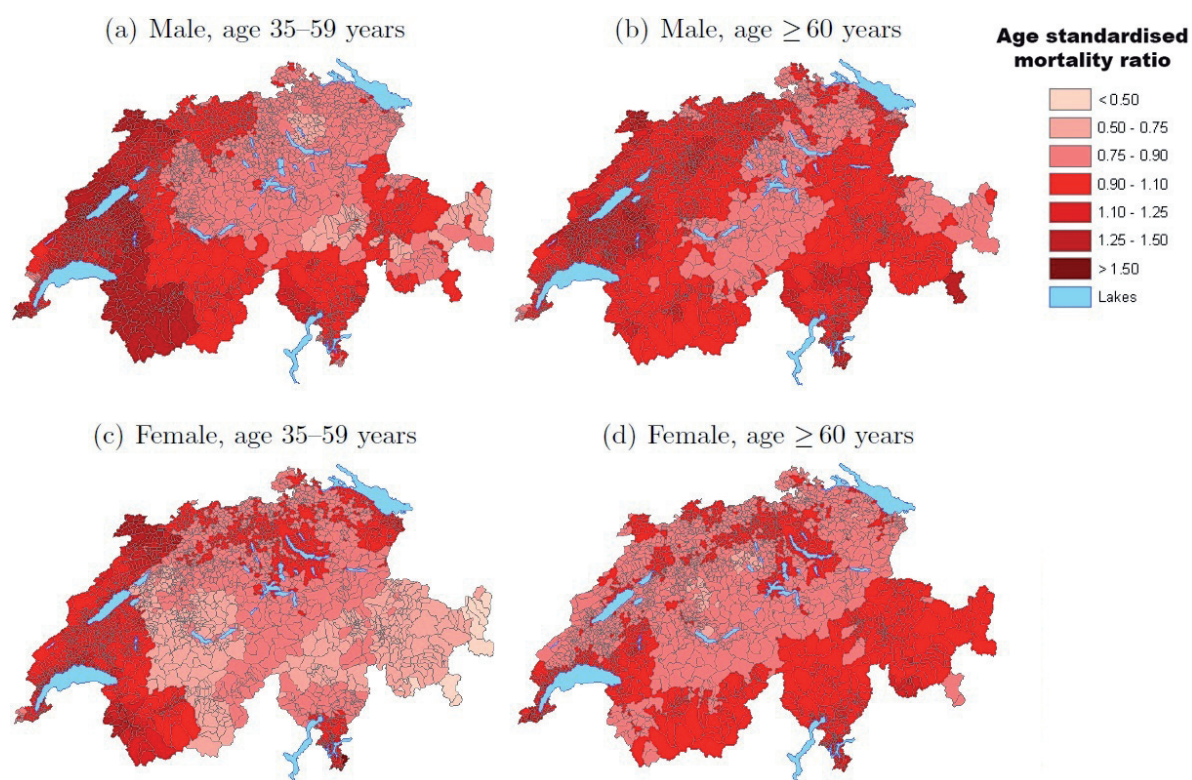 (a) Male, age 35–59 years
(b) Male, age ≥ 60 years
Age standardised
mortality ratio
< 0.50
0.50 - 0.75
0.75 - 0.90
0.90 - 1.10
1.10 - 1.25
1.25 - 1.50
> 1.50
Lakes
(c) Female, age 35–59 years
(d) Female, age ≥ 60 years